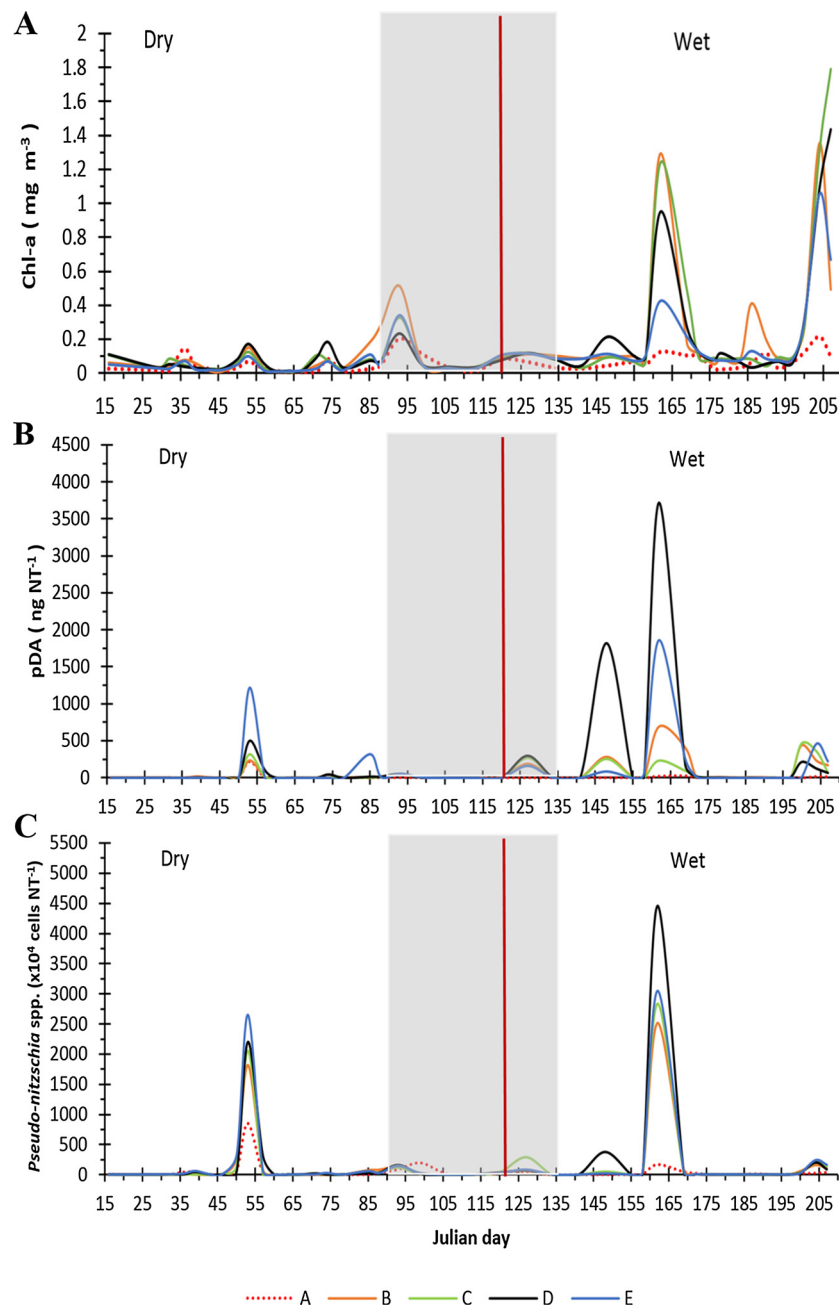 A
Dry
Wet
2
1.8
1.6
1.4
1.2
1
0.8
0.6
0.4
0.2
0
Chl-a ( mg m-3 )
15 25 35 45 55 65 75 85 95 105 115 125 135 145 155 165 175 185 195 205
B
Dry
Wet
4500
4000
3500
3000
2500
2000
1500
1000
500
0
pDA ( ng NT-1 )
15 25 35 45 55 65 75 85 95 105 115 125 135 145 155 165 175 185 195 205
C
Dry
Wet
5500
5000
4500
4000
3500
3000
2500
2000
1500
1000
500
0
Pseudo-nitzschia spp. (x10⁴ cells NT-1)
15 25 35 45 55 65 75 85 95 105 115 125 135 145 155 165 175 185 195 205
Julian day
A B C D E